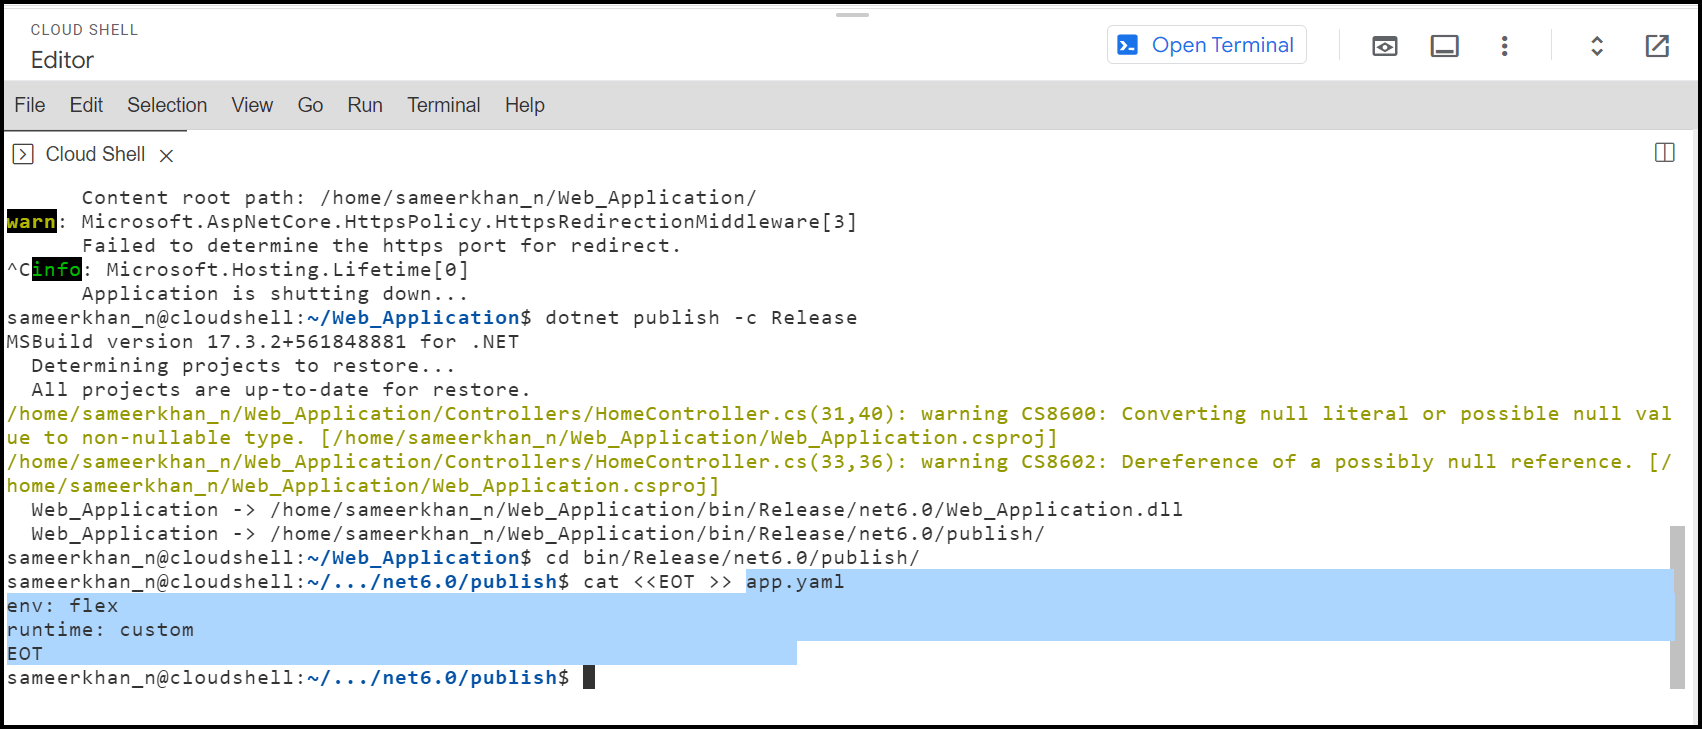 CLOUD SHELL
Editor
Open Terminal
File Edit Selection View Go Run Terminal Help
Cloud Shell
Content root path: /home/sameerkhan_n/Web_Application/
warn: Microsoft.AspNetCore.HttpsPolicy.HttpsRedirectionMiddleware[3]
Failed to determine the https port for redirect.
^Cinfo: Microsoft.Hosting.Lifetime[0]
Application is shutting down...
sameerkhan_n@cloudshell:~/Web_Application$ dotnet publish -c Release
MSBuild version 17.3.2+561848881 for .NET
Determining projects to restore...
All projects are up-to-date for restore.
/home/sameerkhan_n/Web_Application/Controllers/HomeController.cs(31,40): warning CS8600: Converting null literal or possible null val
ue to non-nullable type. [/home/sameerkhan_n/Web_Application/Web_Application.csproj]
/home/sameerkhan_n/Web_Application/Controllers/HomeController.cs(33,36): warning CS8602: Dereference of a possibly null reference. [/
home/sameerkhan_n/Web_Application/Web_Application.csproj]
Web_Application -> /home/sameerkhan_n/Web_Application/bin/Release/net6.0/Web_Application.dll
Web_Application -> /home/sameerkhan_n/Web_Application/bin/Release/net6.0/publish/
sameerkhan_n@cloudshell:~/Web_Application$ cd bin/Release/net6.0/publish/
sameerkhan_n@cloudshell:~/.../net6.0/publish$ cat <<EOT >> app.yaml
env: flex
runtime: custom
EOT
sameerkhan_n@cloudshell:~/.../net6.0/publish$